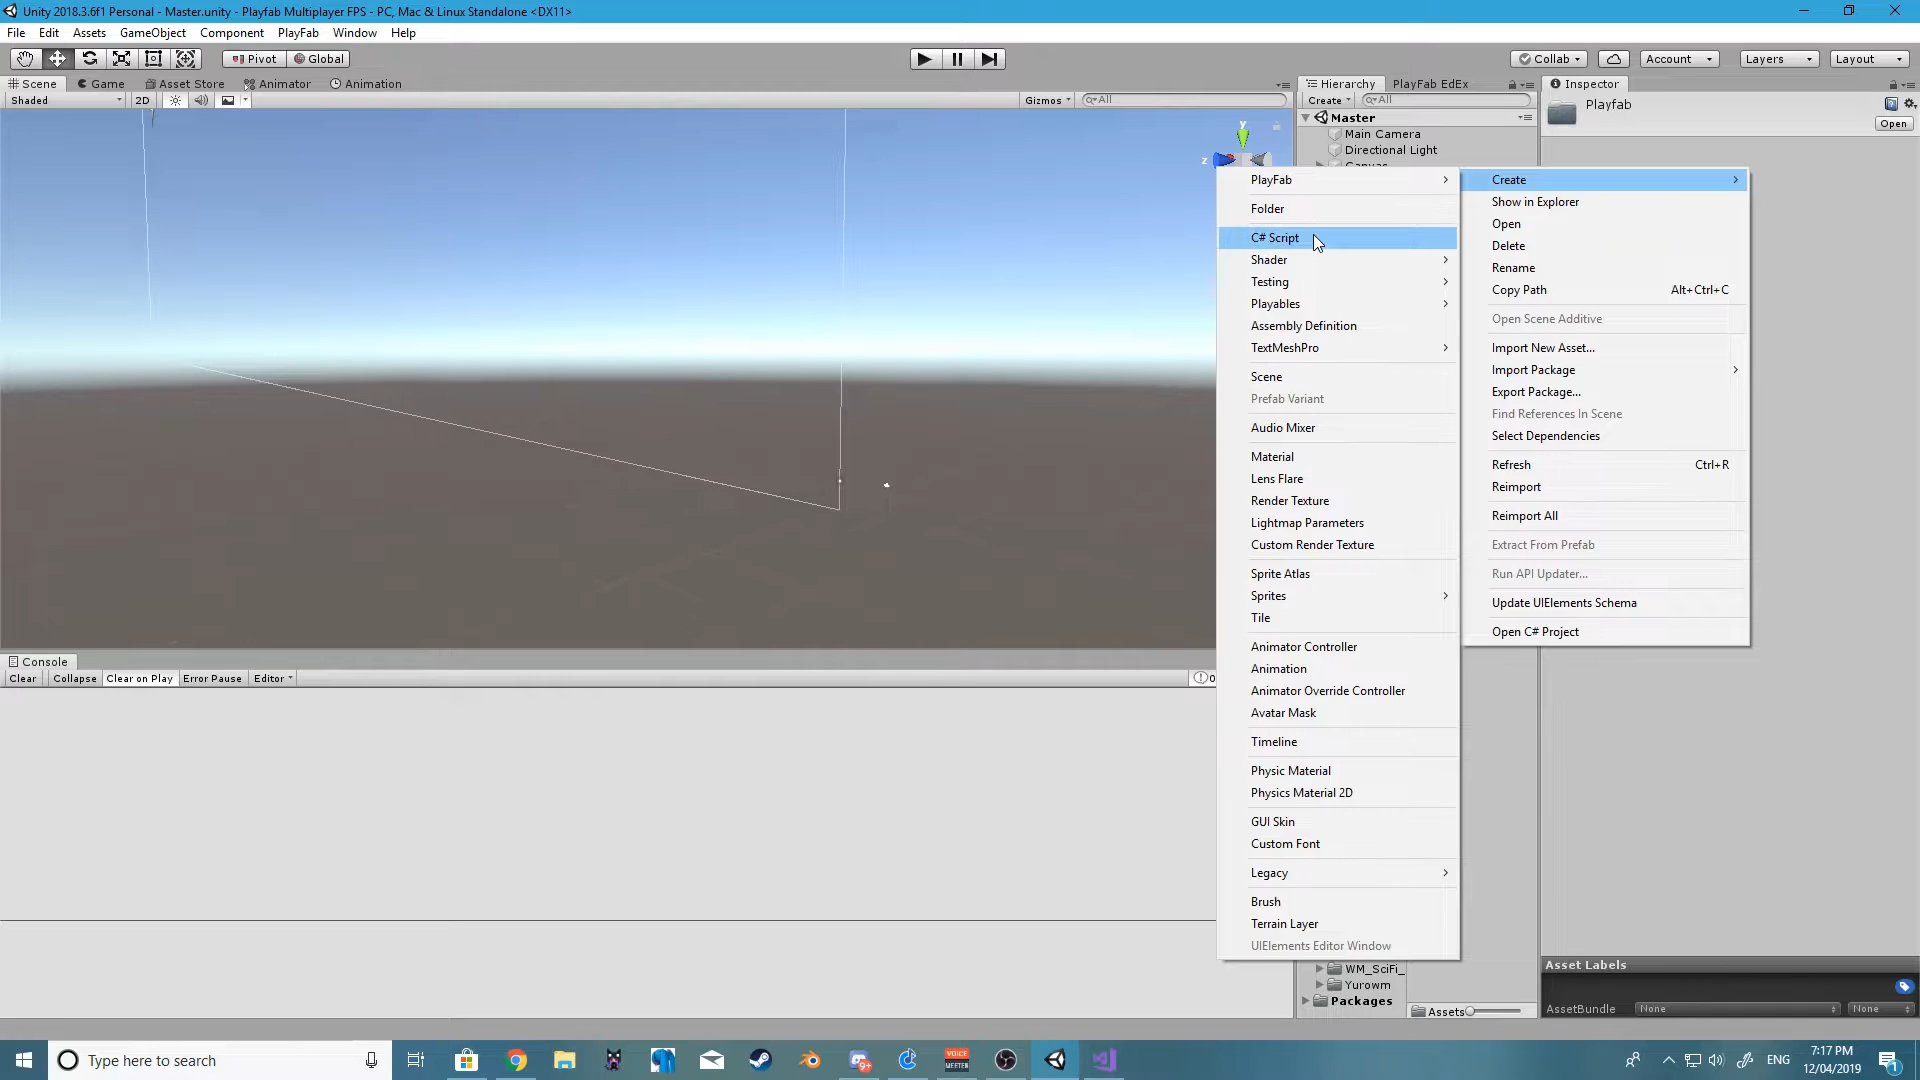 Unity 2018.3.6f1 Personal - Master.unity - Playfab Multiplayer FPS - PC, Mac & Linux Standalone <DX11>
File Edit Assets GameObject Component PlayFab Window Help
Pivot Global Collab Account Layers Layout
Scene Game Asset Store Animator Animation
Shaded 2D Gizmos All
Hierarchy PlayFab EdEx
Create All
Master
Main Camera
Directional Light
Canvas
Inspector
Playfab
Open
y
z
PlayFab
Folder
C# Script
Shader
Testing
Playables
Assembly Definition
TextMeshPro
Scene
Prefab Variant
Audio Mixer
Material
Lens Flare
Render Texture
Lightmap Parameters
Custom Render Texture
Sprite Atlas
Sprites
Tile
Animator Controller
Animation
Animator Override Controller
Avatar Mask
Timeline
Physic Material
Physics Material 2D
GUI Skin
Custom Font
Legacy
Brush
Terrain Layer
UIElements Editor Window
Create
Show in Explorer
Open
Delete
Rename
Copy Path Alt+Ctrl+C
Open Scene Additive
Import New Asset...
Import Package
Export Package...
Find References In Scene
Select Dependencies
Refresh Ctrl+R
Reimport
Reimport All
Extract From Prefab
Run API Updater...
Update UIElements Schema
Open C# Project
Console
Clear Collapse Clear on Play Error Pause Editor 0
WM_SciFi_
Yurowm
Packages
Assets
Asset Labels
AssetBundle None None
Type here to search
9+
VOICE
MEETER
ENG
7:17 PM
12/04/2019
1